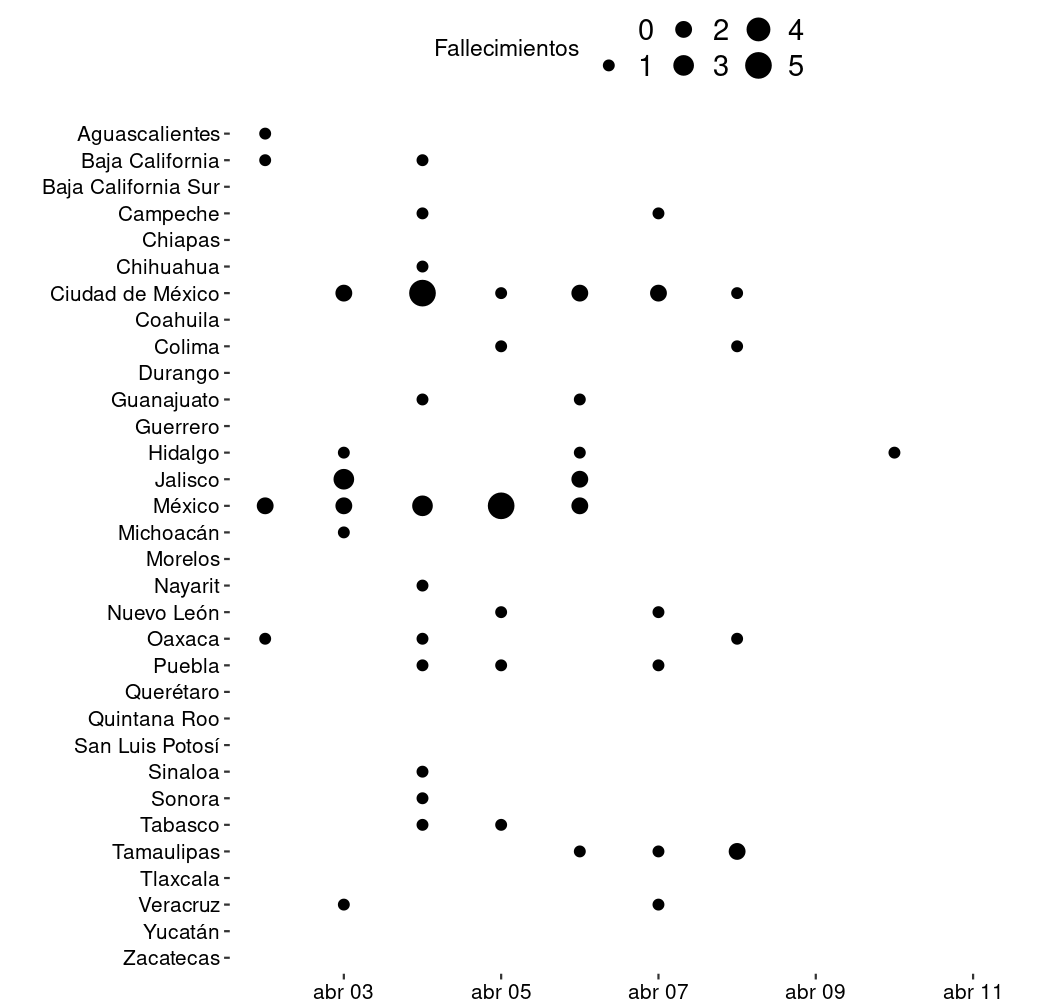 Fallecimientos
0 2 4
1 3 5
Aguascalientes
Baja California
Baja California Sur
Campeche
Chiapas
Chihuahua
Ciudad de México
Coahuila
Colima
Durango
Guanajuato
Guerrero
Hidalgo
Jalisco
México
Michoacán
Morelos
Nayarit
Nuevo León
Oaxaca
Puebla
Querétaro
Quintana Roo
San Luis Potosí
Sinaloa
Sonora
Tabasco
Tamaulipas
Tlaxcala
Veracruz
Yucatán
Zacatecas
abr 03 abr 05 abr 07 abr 09 abr 11